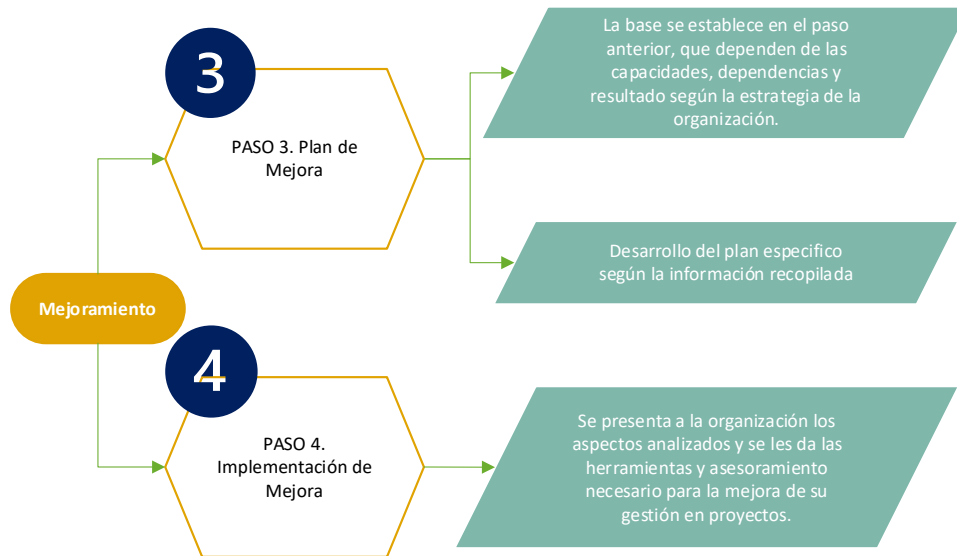 3
PASO 3. Plan de
Mejora
La base se establece en el paso
anterior, que dependen de las
capacidades, dependencias y
resultado según la estrategia de la
organización.
Desarrollo del plan especifico
según la información recopilada
Mejoramiento
4
PASO 4.
Implementación de
Mejora
Se presenta a la organización los
aspectos analizados y se les da las
herramientas y asesoramiento
necesario para la mejora de su
gestión en proyectos.